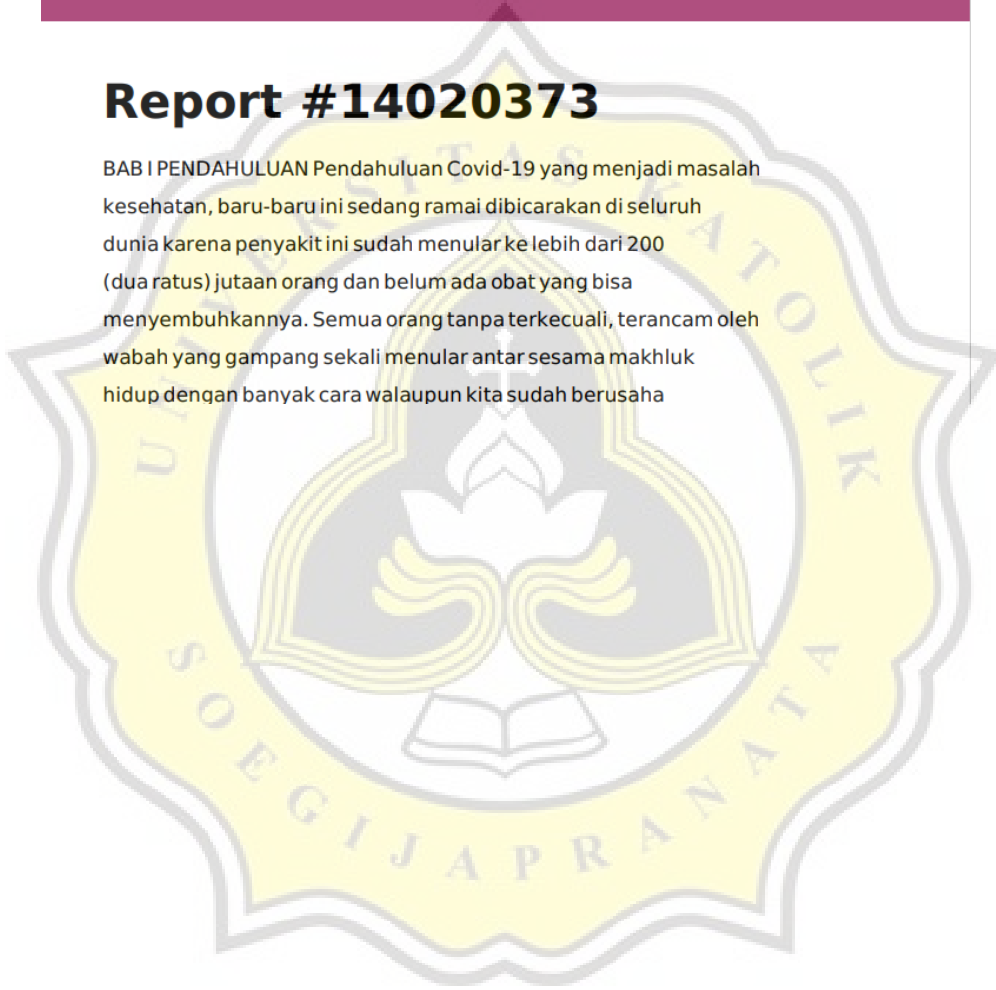 Report #14020373
BAB I PENDAHULUAN Pendahuluan Covid-19 yang menjadi masalah
kesehatan, baru-baru ini sedang ramai dibicarakan di seluruh
dunia karena penyakit ini sudah menular ke lebih dari 200
(dua ratus) jutaan orang dan belum ada obat yang bisa
menyembuhkannya. Semua orang tanpa terkecuali, terancam oleh
wabah yang gampang sekali menular antar sesama makhluk
hidup dengan banyak cara walaupun kita sudah berusaha
UNIVERSITAS KATOLIK
SOEGIJAPRANATA